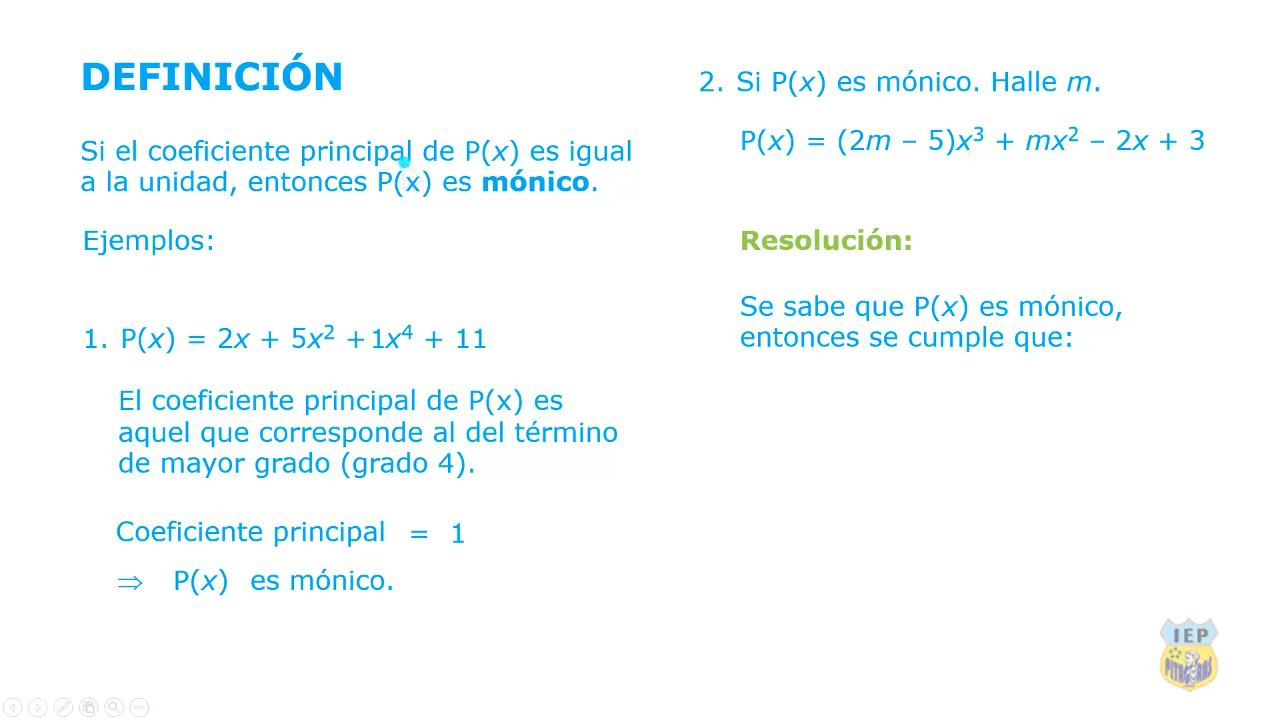 DEFINICIÓN
Si el coeficiente principal de P(x) es igual
a la unidad, entonces P(x) es mónico.
Ejemplos:
1. P(x) = 2x + 5x² + 1x⁴ + 11
El coeficiente principal de P(x) es
aquel que corresponde al del término
de mayor grado (grado 4).
Coeficiente principal = 1
⇒ P(x) es mónico.
2. Si P(x) es mónico. Halle m.
P(x) = (2m – 5)x³ + mx² – 2x + 3
Resolución:
Se sabe que P(x) es mónico,
entonces se cumple que:
IEP
PITAGORAS